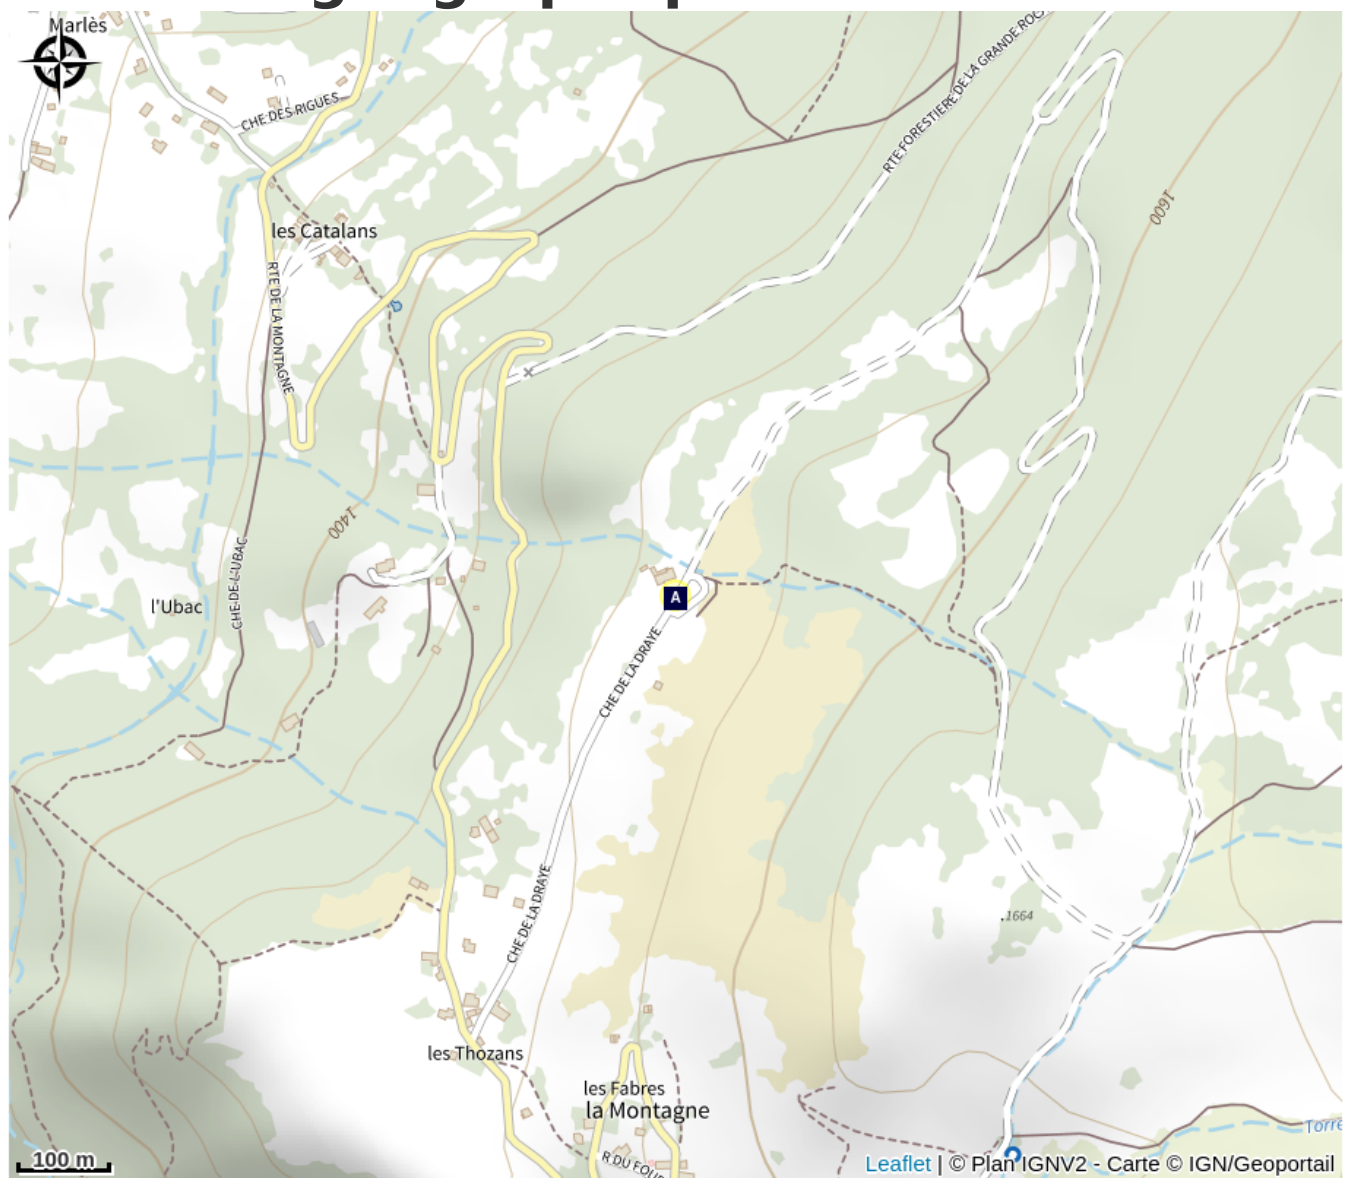 Marlès
CHE DES RIGUES
RTE FORESTIERE DE LA GRANDE ROC
1600
les Catalans
RTE DE LA MONTAGNE
1400
CHE DE L'UBAC
l'Ubac
A
CHE DE LA DRAYE
CHE DE LA DRAYE
.1664
les Thozans
les Fabres
la Montagne
R DU FOUR
Torre
100 m
Leaflet | © Plan IGNV2 - Carte © IGN/Geoportail